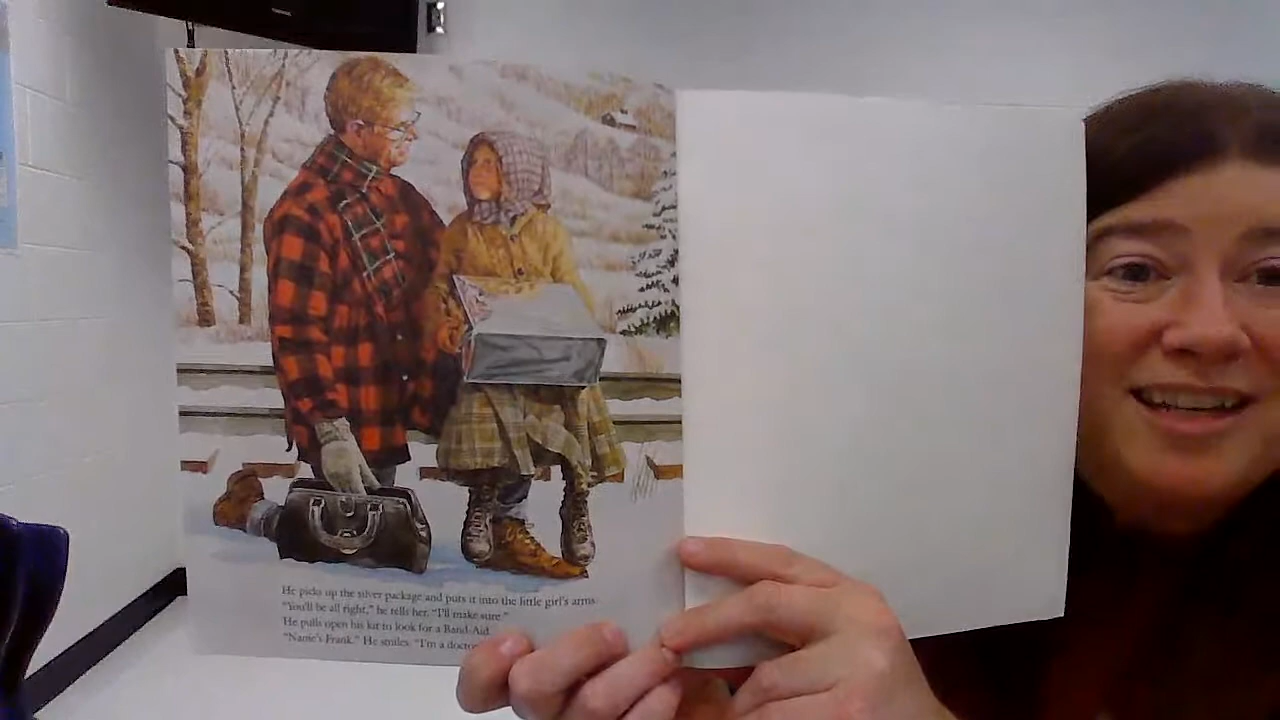 He picks up the silver package and puts it into the little girl's arms.
"You'll be all right," he tells her. "I'll make sure."
He pulls open his kit to look for a Band-Aid.
"Name's Frank." He smiles. "I'm a doctor